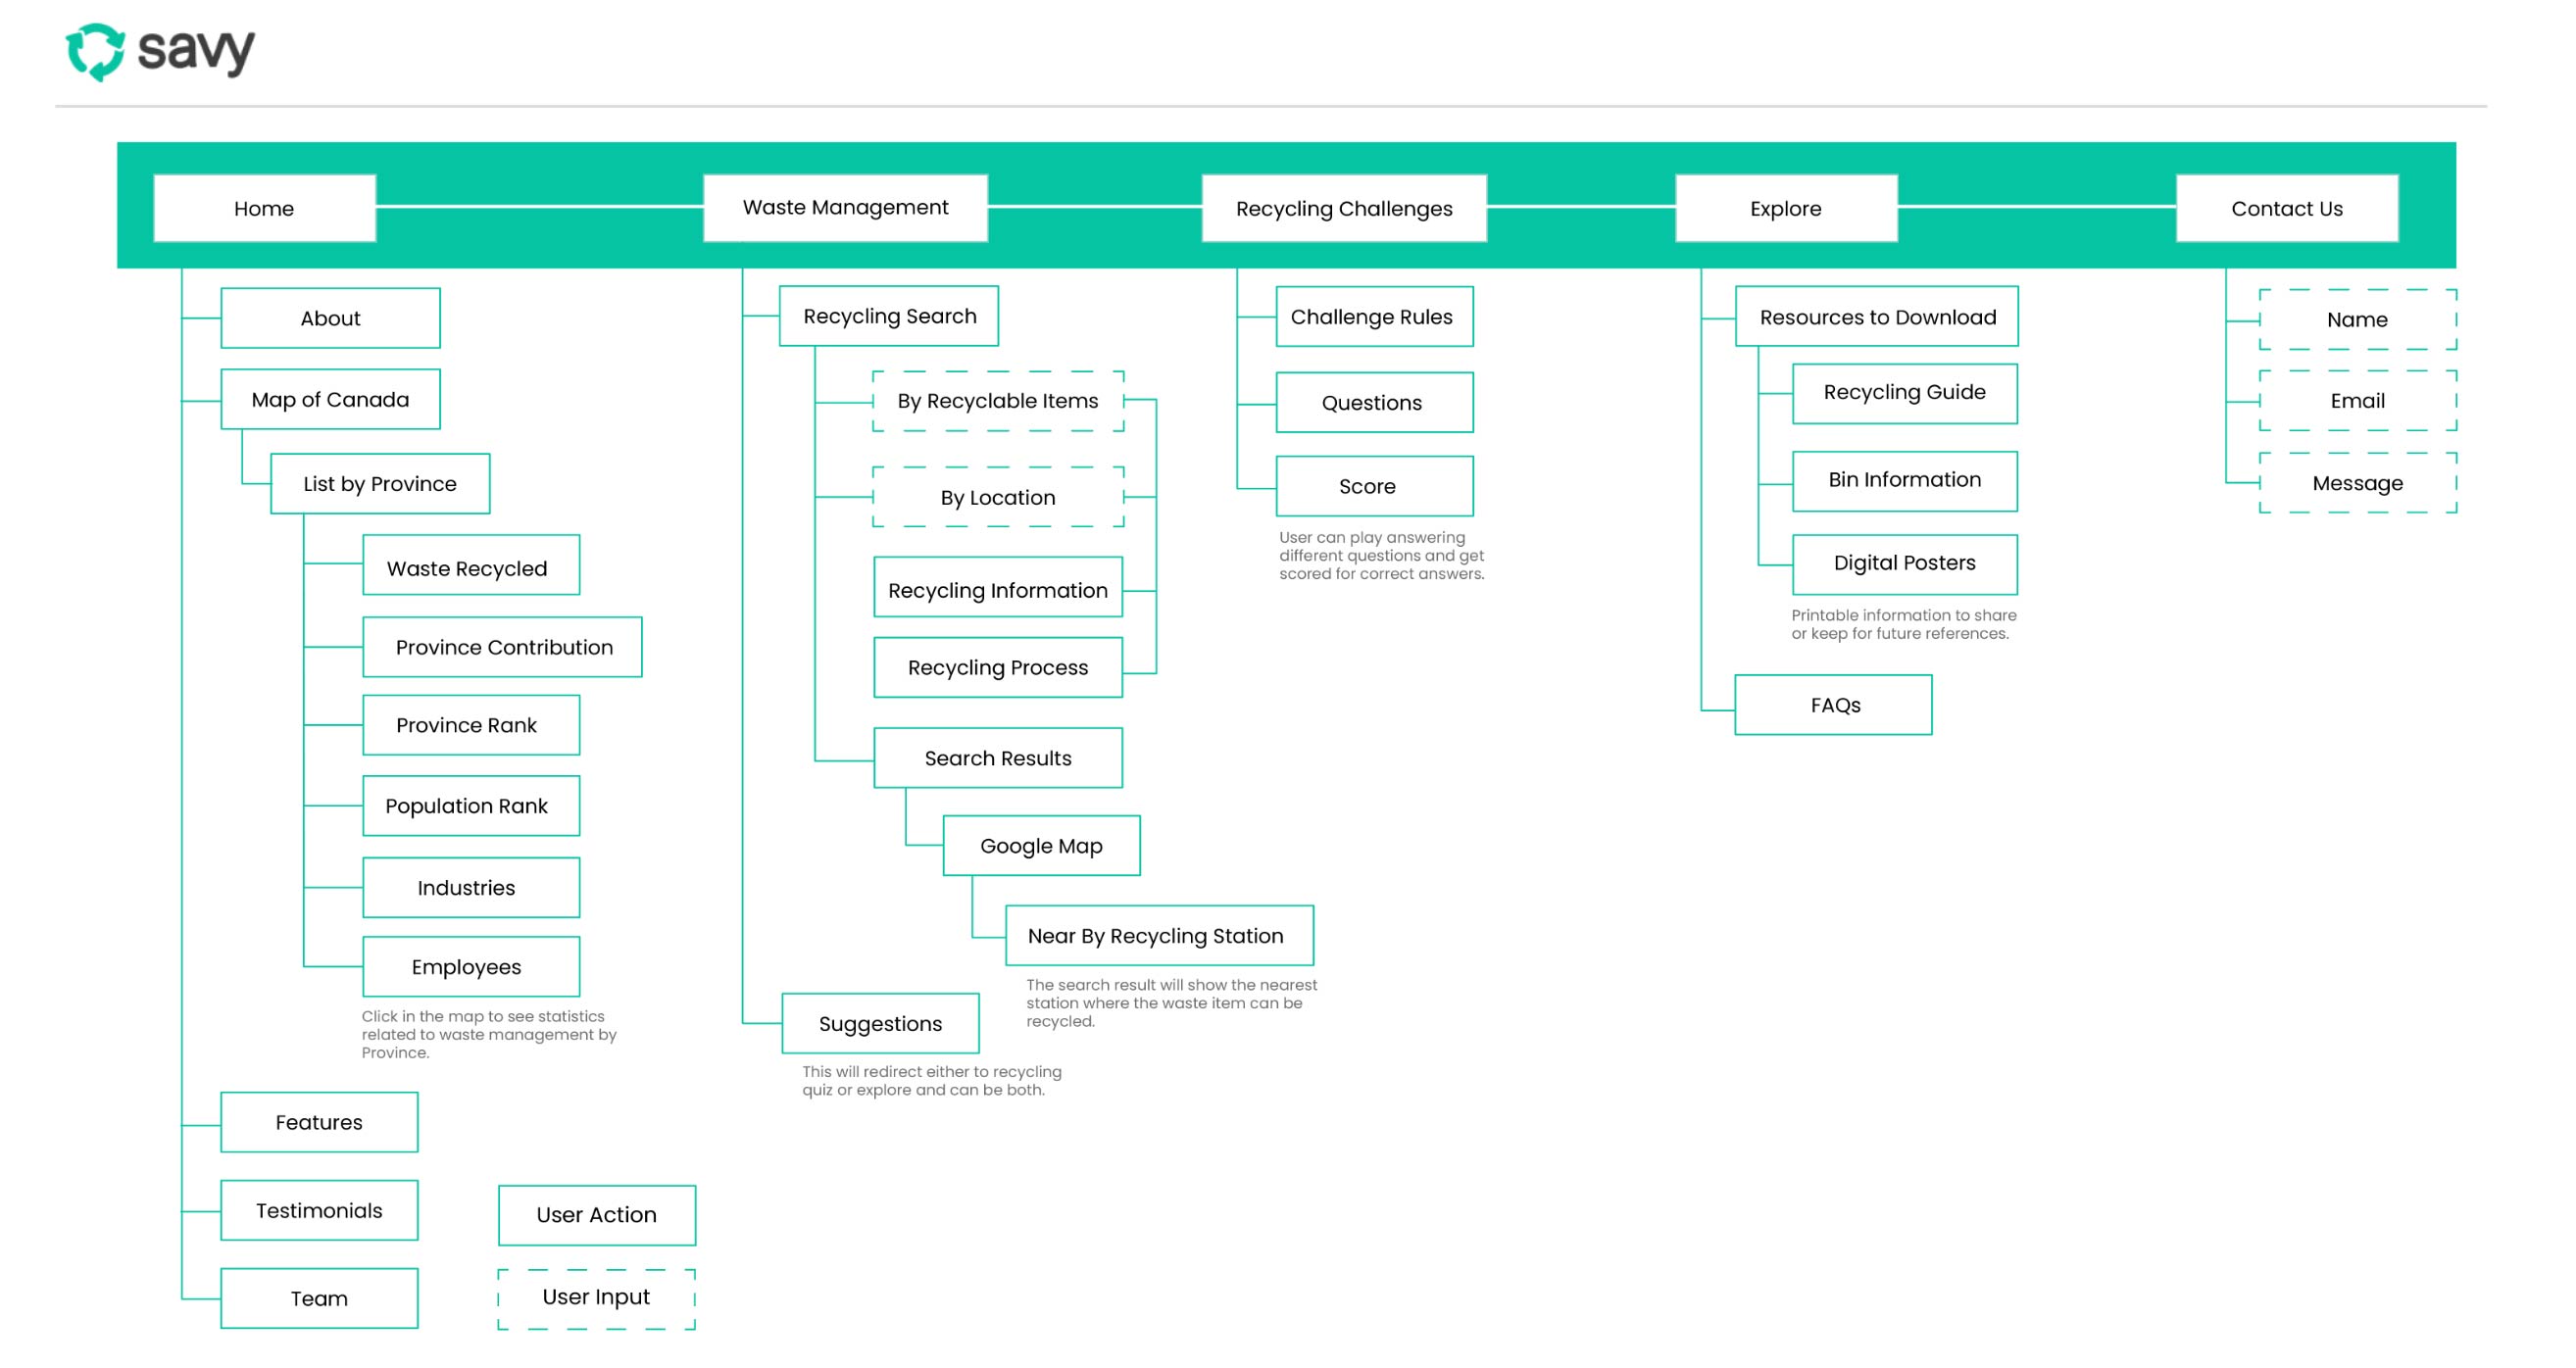 savy
Home
Waste Management
Recycling Challenges
Explore
Contact Us
About
Map of Canada
List by Province
Waste Recycled
Province Contribution
Province Rank
Population Rank
Industries
Employees
Click in the map to see statistics
related to waste management by
Province.
Features
Testimonials
Team
User Action
User Input
Recycling Search
By Recyclable Items
By Location
Recycling Information
Recycling Process
Search Results
Google Map
Near By Recycling Station
The search result will show the nearest
station where the waste item can be
recycled.
Suggestions
This will redirect either to recycling
quiz or explore and can be both.
Challenge Rules
Questions
Score
User can play answering
different questions and get
scored for correct answers.
Resources to Download
Recycling Guide
Bin Information
Digital Posters
Printable information to share
or keep for future references.
FAQs
Name
Email
Message